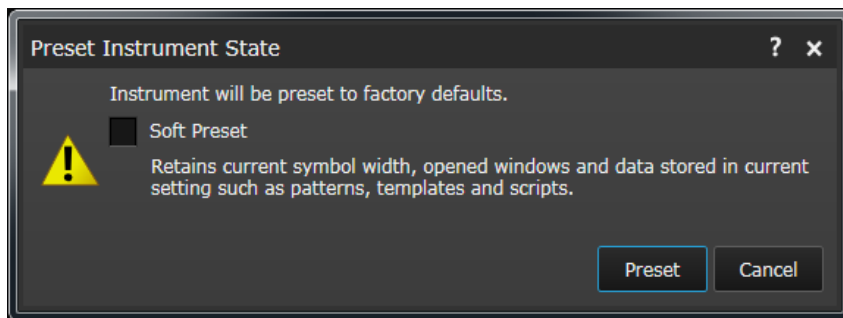 Preset Instrument State ? ×
Instrument will be preset to factory defaults.
Soft Preset
Retains current symbol width, opened windows and data stored in current
setting such as patterns, templates and scripts.
Preset Cancel